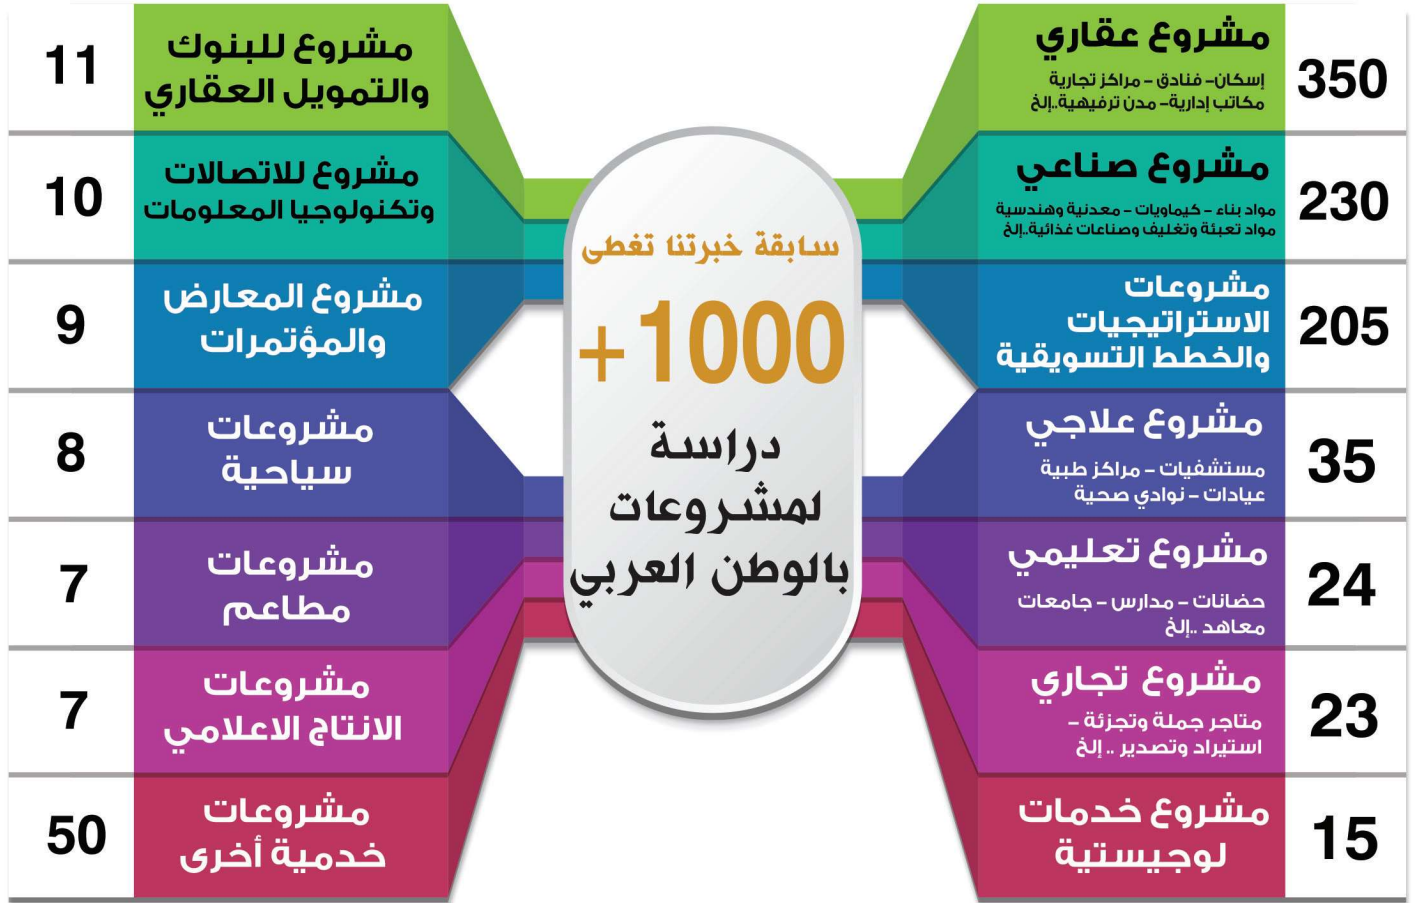 350
مشروع عقاري
إسكان– فنادق – مراكز تجارية
مكاتب إدارية– مدن ترفيهية..إلخ
230
مشروع صناعي
مواد بناء – كيماويات – معدنية وهندسية
مواد تعبئة وتغليف وصناعات غذائية..إلخ
205
مشروعات
الاستراتيجيات
والخطط التسويقية
35
مشروع علاجي
مستشفيات – مراكز طبية
عيادات – نوادي صحية
24
مشروع تعليمي
حضانات – مدارس – جامعات
معاهد ..إلخ
23
مشروع تجاري
متاجر جملة وتجزئة –
استيراد وتصدير .. إلخ
15
مشروع خدمات
لوجيستية
سابقة خبرتنا تغطى
+1000
دراسة
لمشروعات
بالوطن العربي
مشروع للبنوك
والتمويل العقاري
11
مشروع للاتصالات
وتكنولوجيا المعلومات
10
مشروع المعارض
والمؤتمرات
9
مشروعات
سياحية
8
مشروعات
مطاعم
7
مشروعات
الانتاج الاعلامي
7
مشروعات
خدمية أخرى
50